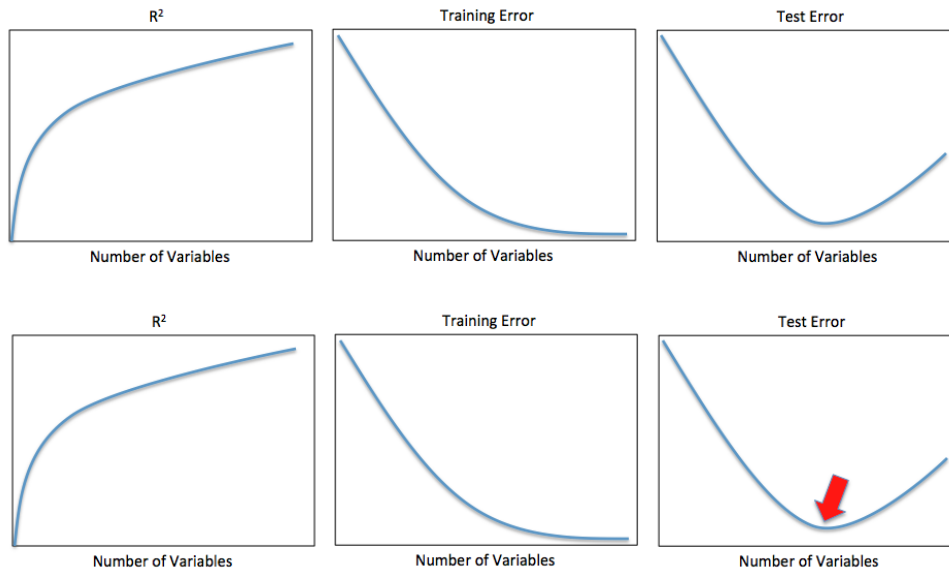 R²
Training Error
Test Error
Number of Variables
Number of Variables
Number of Variables
R²
Training Error
Test Error
Number of Variables
Number of Variables
Number of Variables